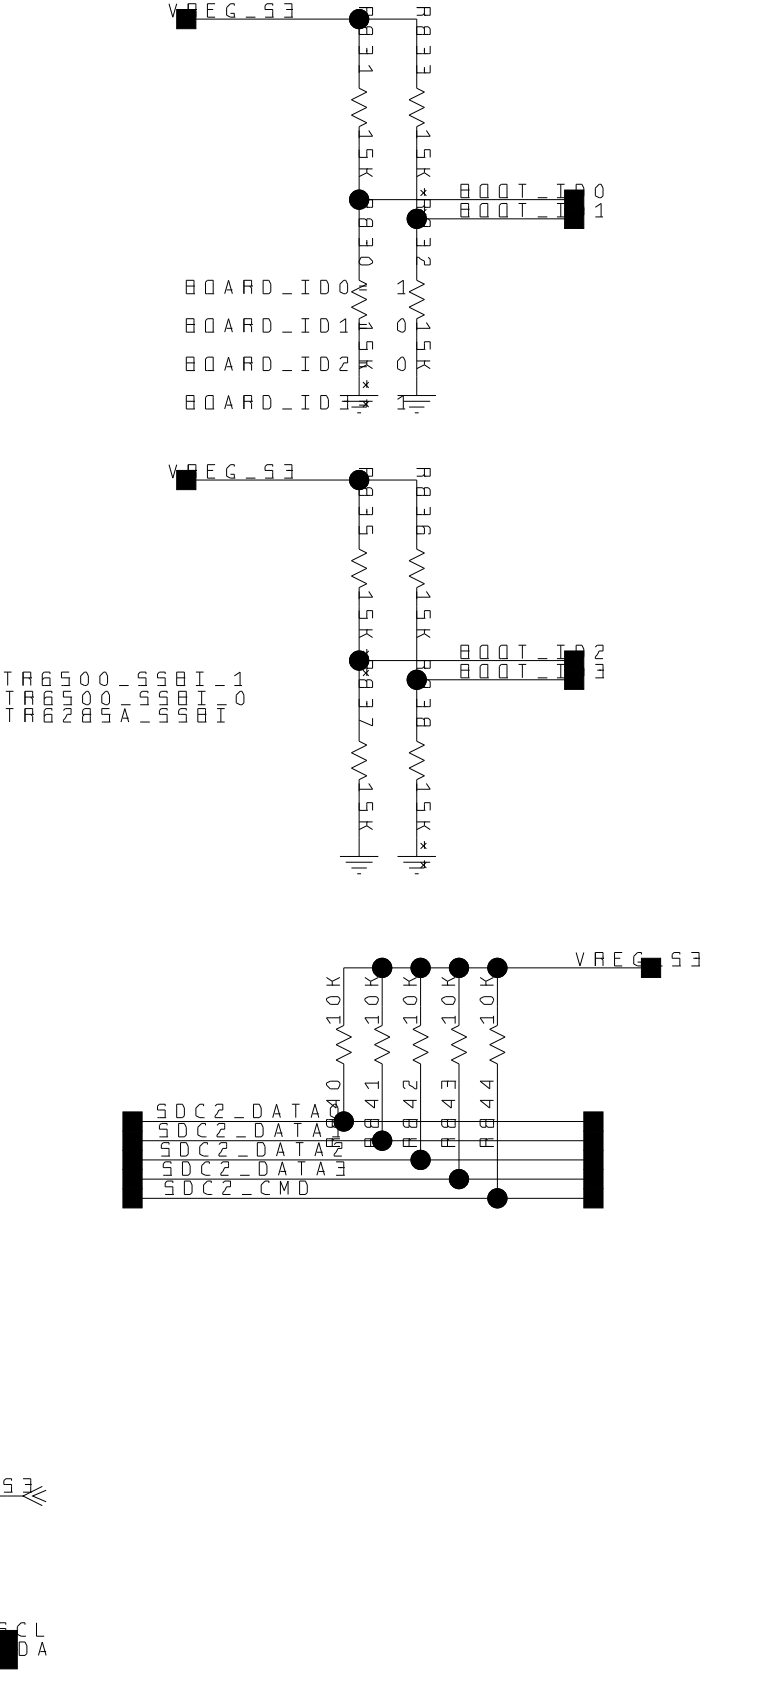 VREG_S3
R831
R833
15K
15K*
BOOT_ID0
BOOT_ID1
R830
R832
BOARD_ID0= 1
BOARD_ID1= 0
BOARD_ID2= 0
BOARD_ID3= 1
15K**
15K
VREG_S3
R835
R836
15K
15K
BOOT_ID2
BOOT_ID3
TR6500_SSBI_1
TR6500_SSBI_0
TR6285A_SSBI
R837
R838
15K
15K**
VREG_S3
10K
10K
10K
10K
10K
R840
R841
R842
R843
R844
SDC2_DATA0
SDC2_DATA1
SDC2_DATA2
SDC2_DATA3
SDC2_CMD
S3
SCL
DA